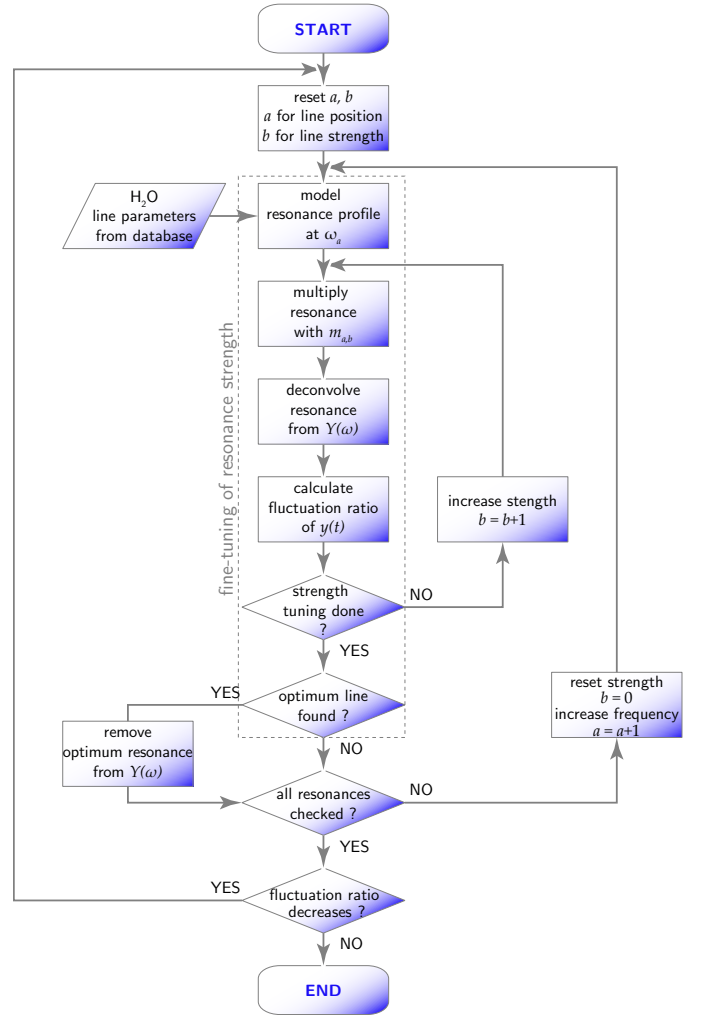 START
reset a, b
a for line position
b for line strength
H₂O
line parameters
from database
model
resonance profile
at ωₐ
multiply
resonance
with m_{a,b}
deconvolve
resonance
from Y(ω)
calculate
fluctuation ratio
of y(t)
fine-tuning of resonance strength
increase stength
b = b+1
strength
tuning done
?
NO
YES
optimum line
found ?
YES
NO
remove
optimum resonance
from Y(ω)
reset strength
b = 0
increase frequency
a = a+1
all resonances
checked ?
NO
YES
fluctuation ratio
decreases ?
YES
NO
END